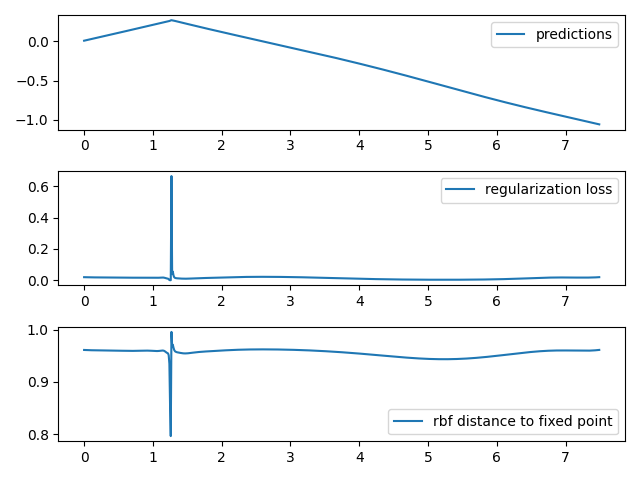 predictions
0.0
−0.5
−1.0
0 1 2 3 4 5 6 7
regularization loss
0.6
0.4
0.2
0.0
0 1 2 3 4 5 6 7
1.0
0.9
0.8
rbf distance to fixed point
0 1 2 3 4 5 6 7